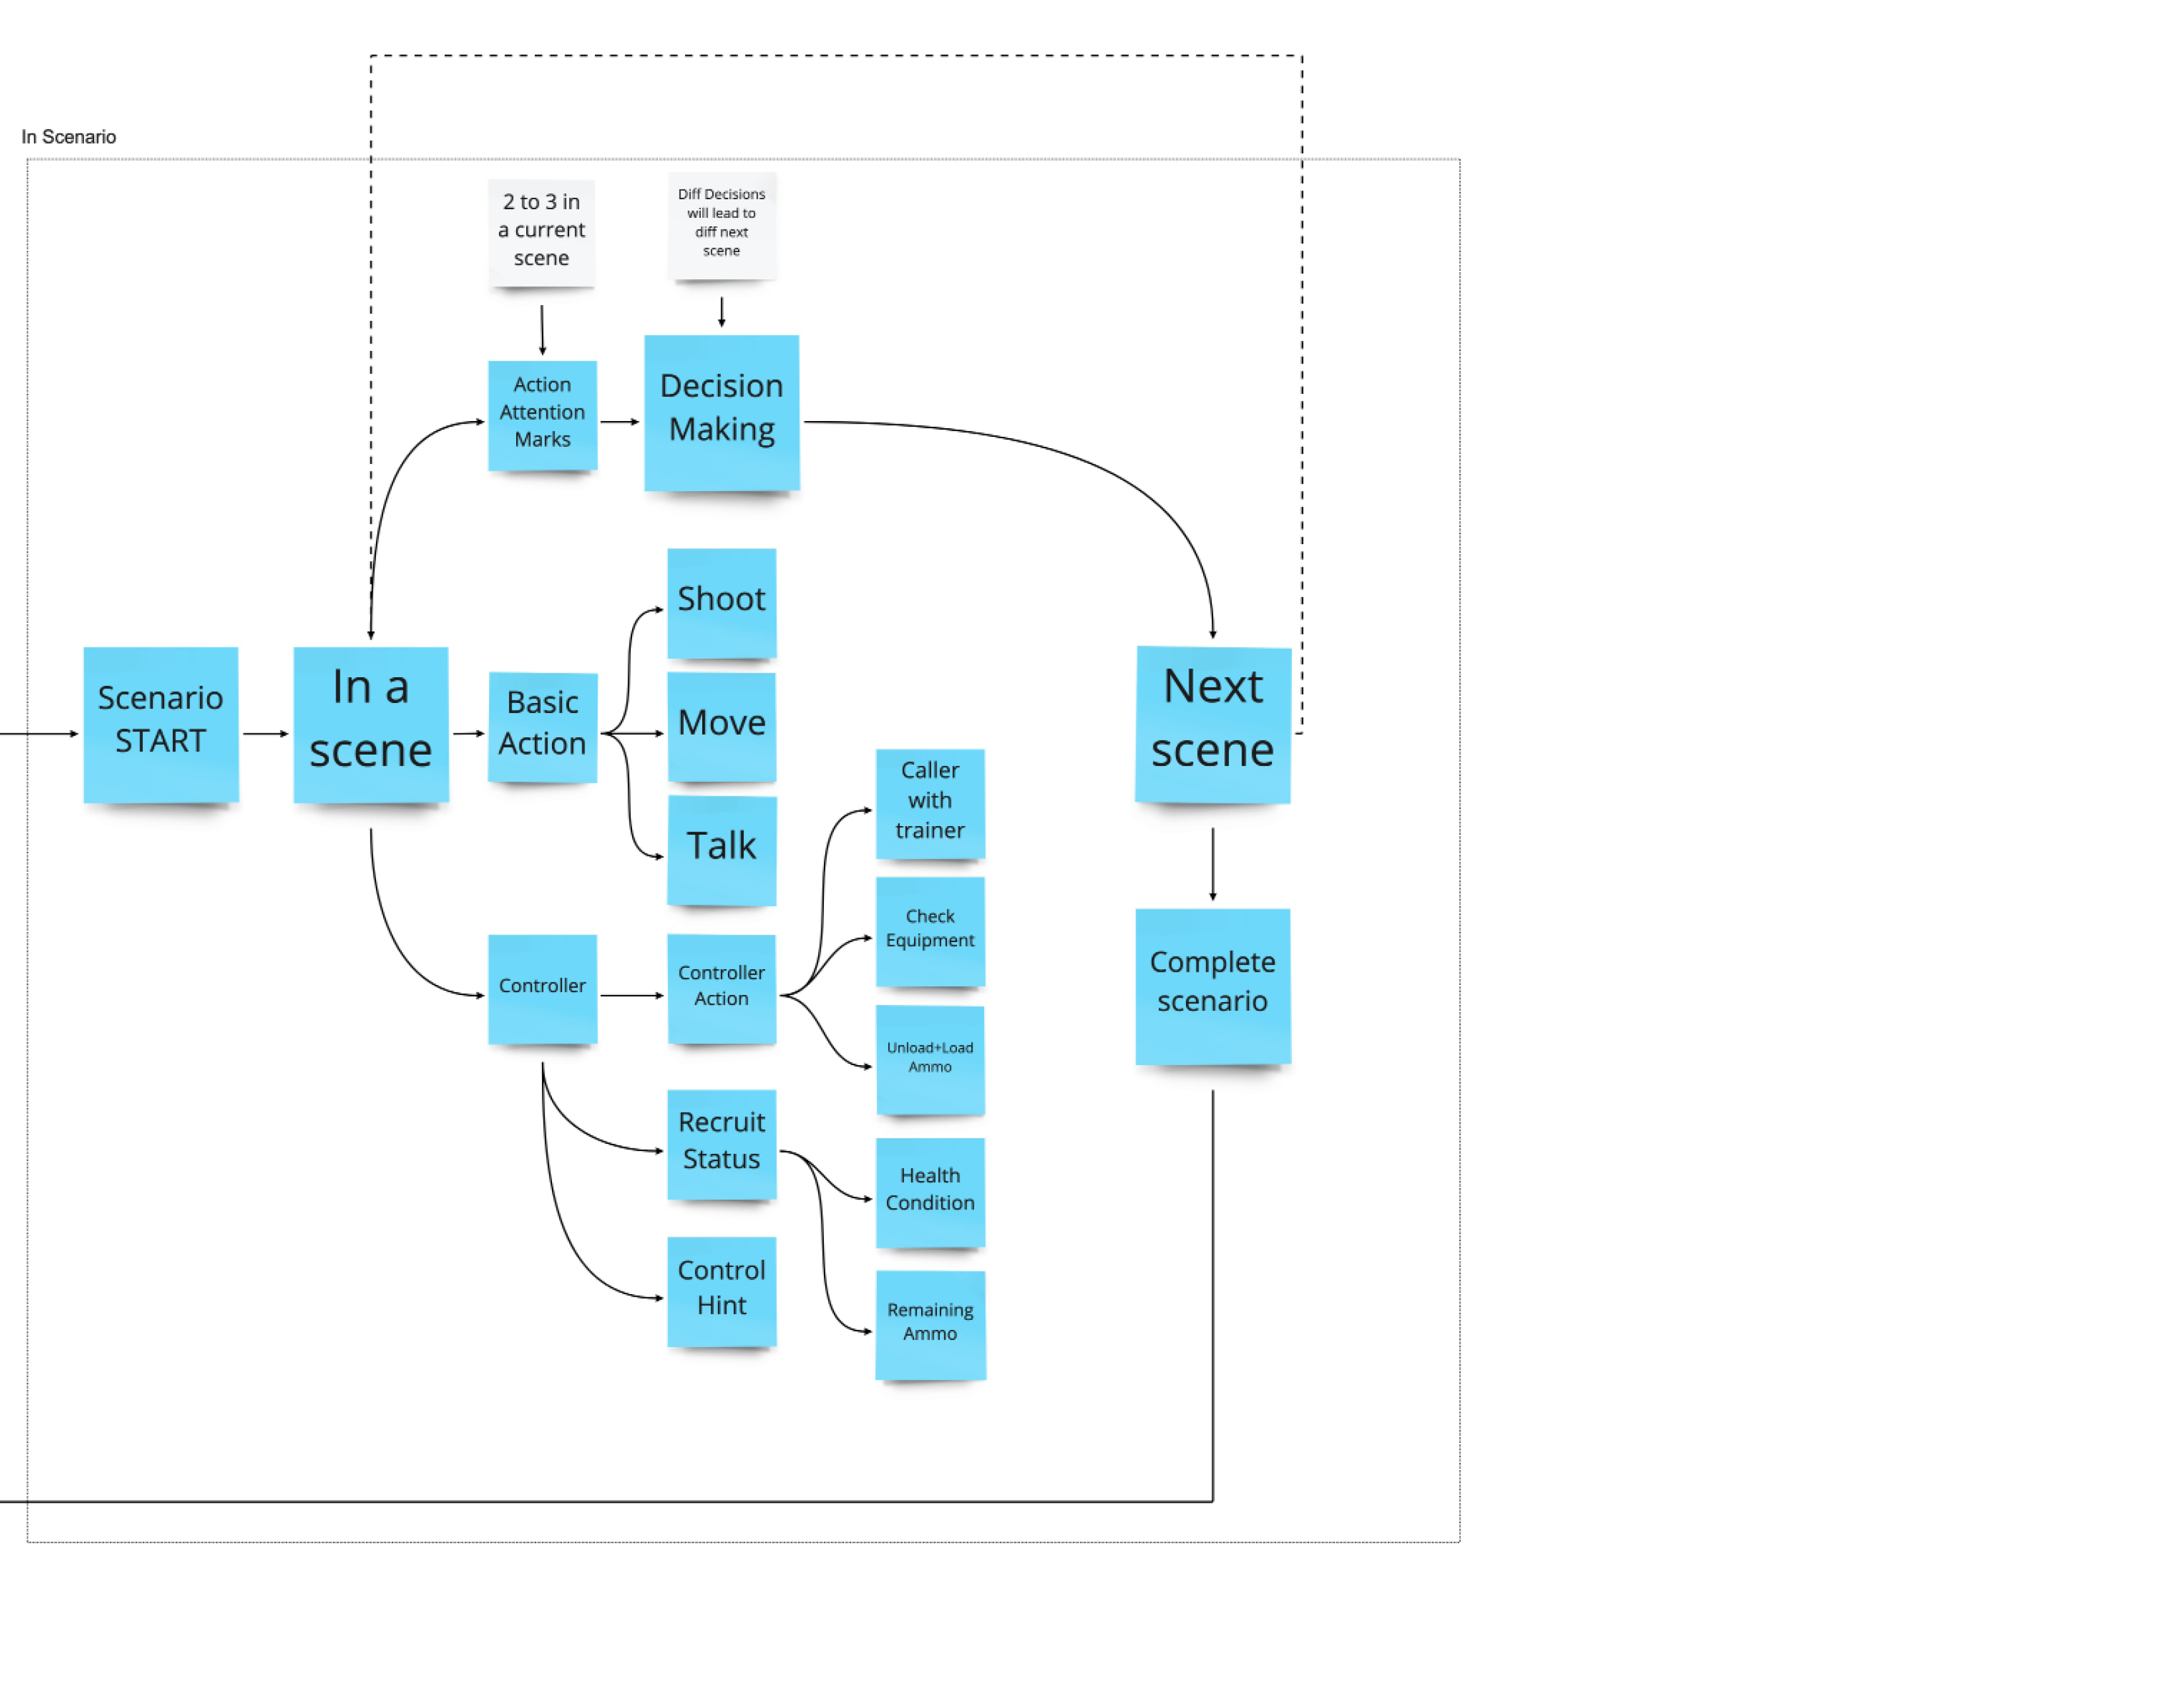 In Scenario
2 to 3 in
a current
scene
Diff Decisions
will lead to
diff next
scene
Action
Attention
Marks
Decision
Making
Shoot
Scenario
START
In a
scene
Basic
Action
Move
Talk
Next
scene
Caller
with
trainer
Check
Equipment
Controller
Controller
Action
Unload+Load
Ammo
Complete
scenario
Recruit
Status
Health
Condition
Control
Hint
Remaining
Ammo